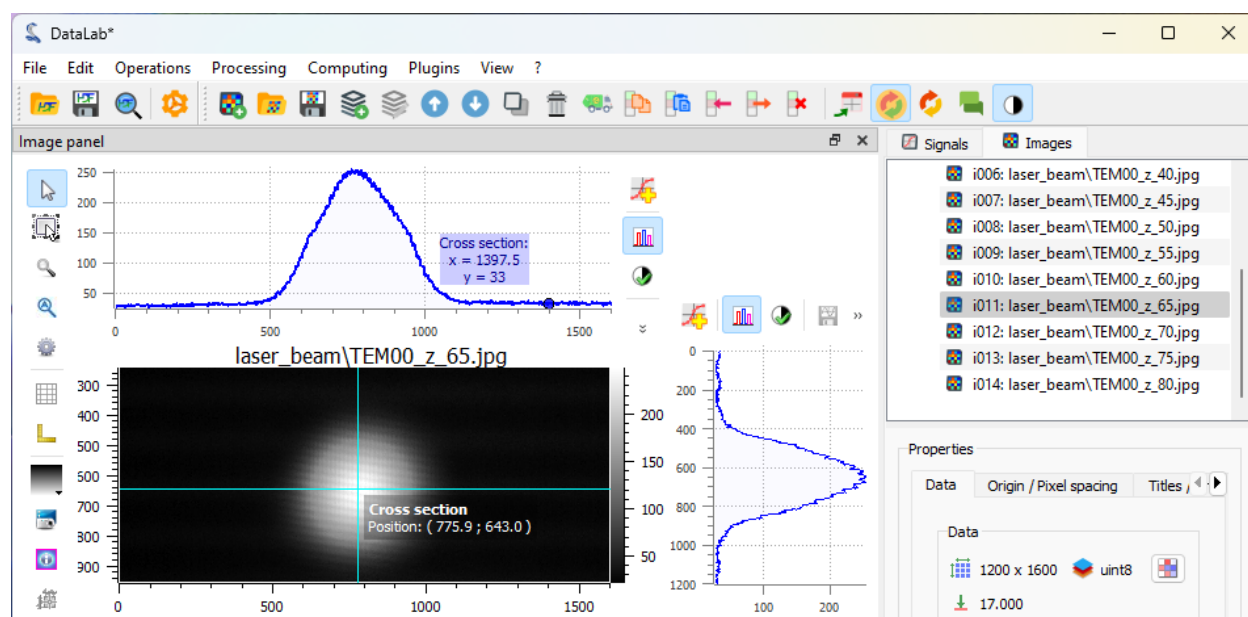 DataLab*
File Edit Operations Processing Computing Plugins View ?
Image panel
Signals Images
250
200
150
100
50
0 500 1000 1500
Cross section:
x = 1397.5
y = 33
laser_beam\TEM00_z_65.jpg
300
400
500
600
700
800
900
0 500 1000 1500
Cross section
Position: ( 775.9 ; 643.0 )
200
150
100
50
0
200
400
600
800
1000
1200
100 200
i006: laser_beam\TEM00_z_40.jpg
i007: laser_beam\TEM00_z_45.jpg
i008: laser_beam\TEM00_z_50.jpg
i009: laser_beam\TEM00_z_55.jpg
i010: laser_beam\TEM00_z_60.jpg
i011: laser_beam\TEM00_z_65.jpg
i012: laser_beam\TEM00_z_70.jpg
i013: laser_beam\TEM00_z_75.jpg
i014: laser_beam\TEM00_z_80.jpg
Properties
Data Origin / Pixel spacing Titles /
Data
1200 x 1600 uint8
17.000